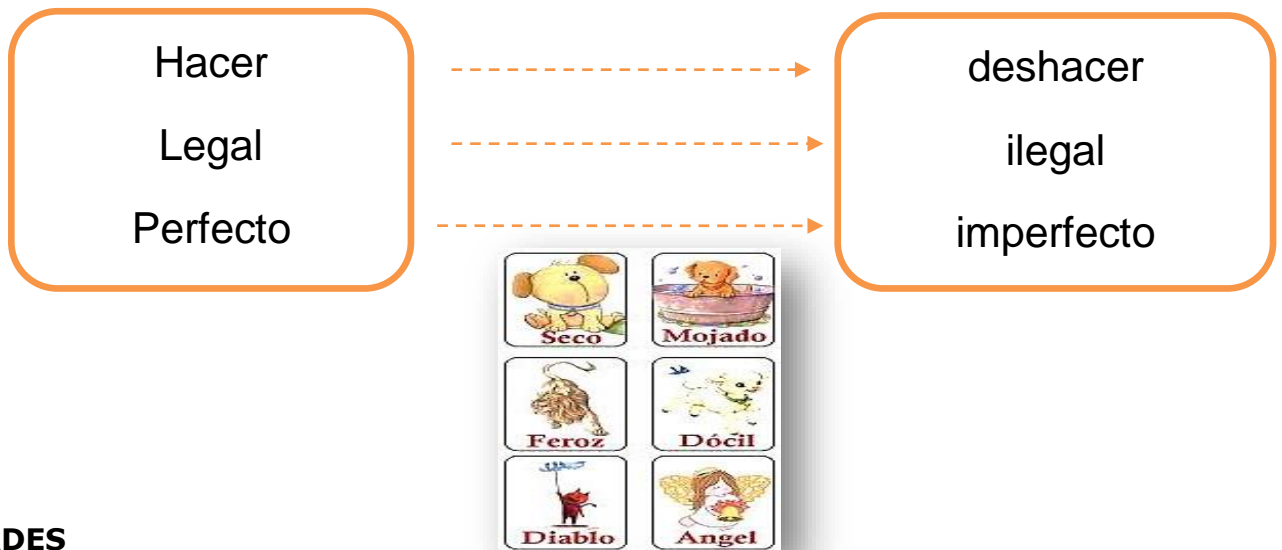 Hacer
deshacer
Legal
ilegal
Perfecto
imperfecto
Seco
Mojado
Feroz
Dócil
Diablo
Angel
DES